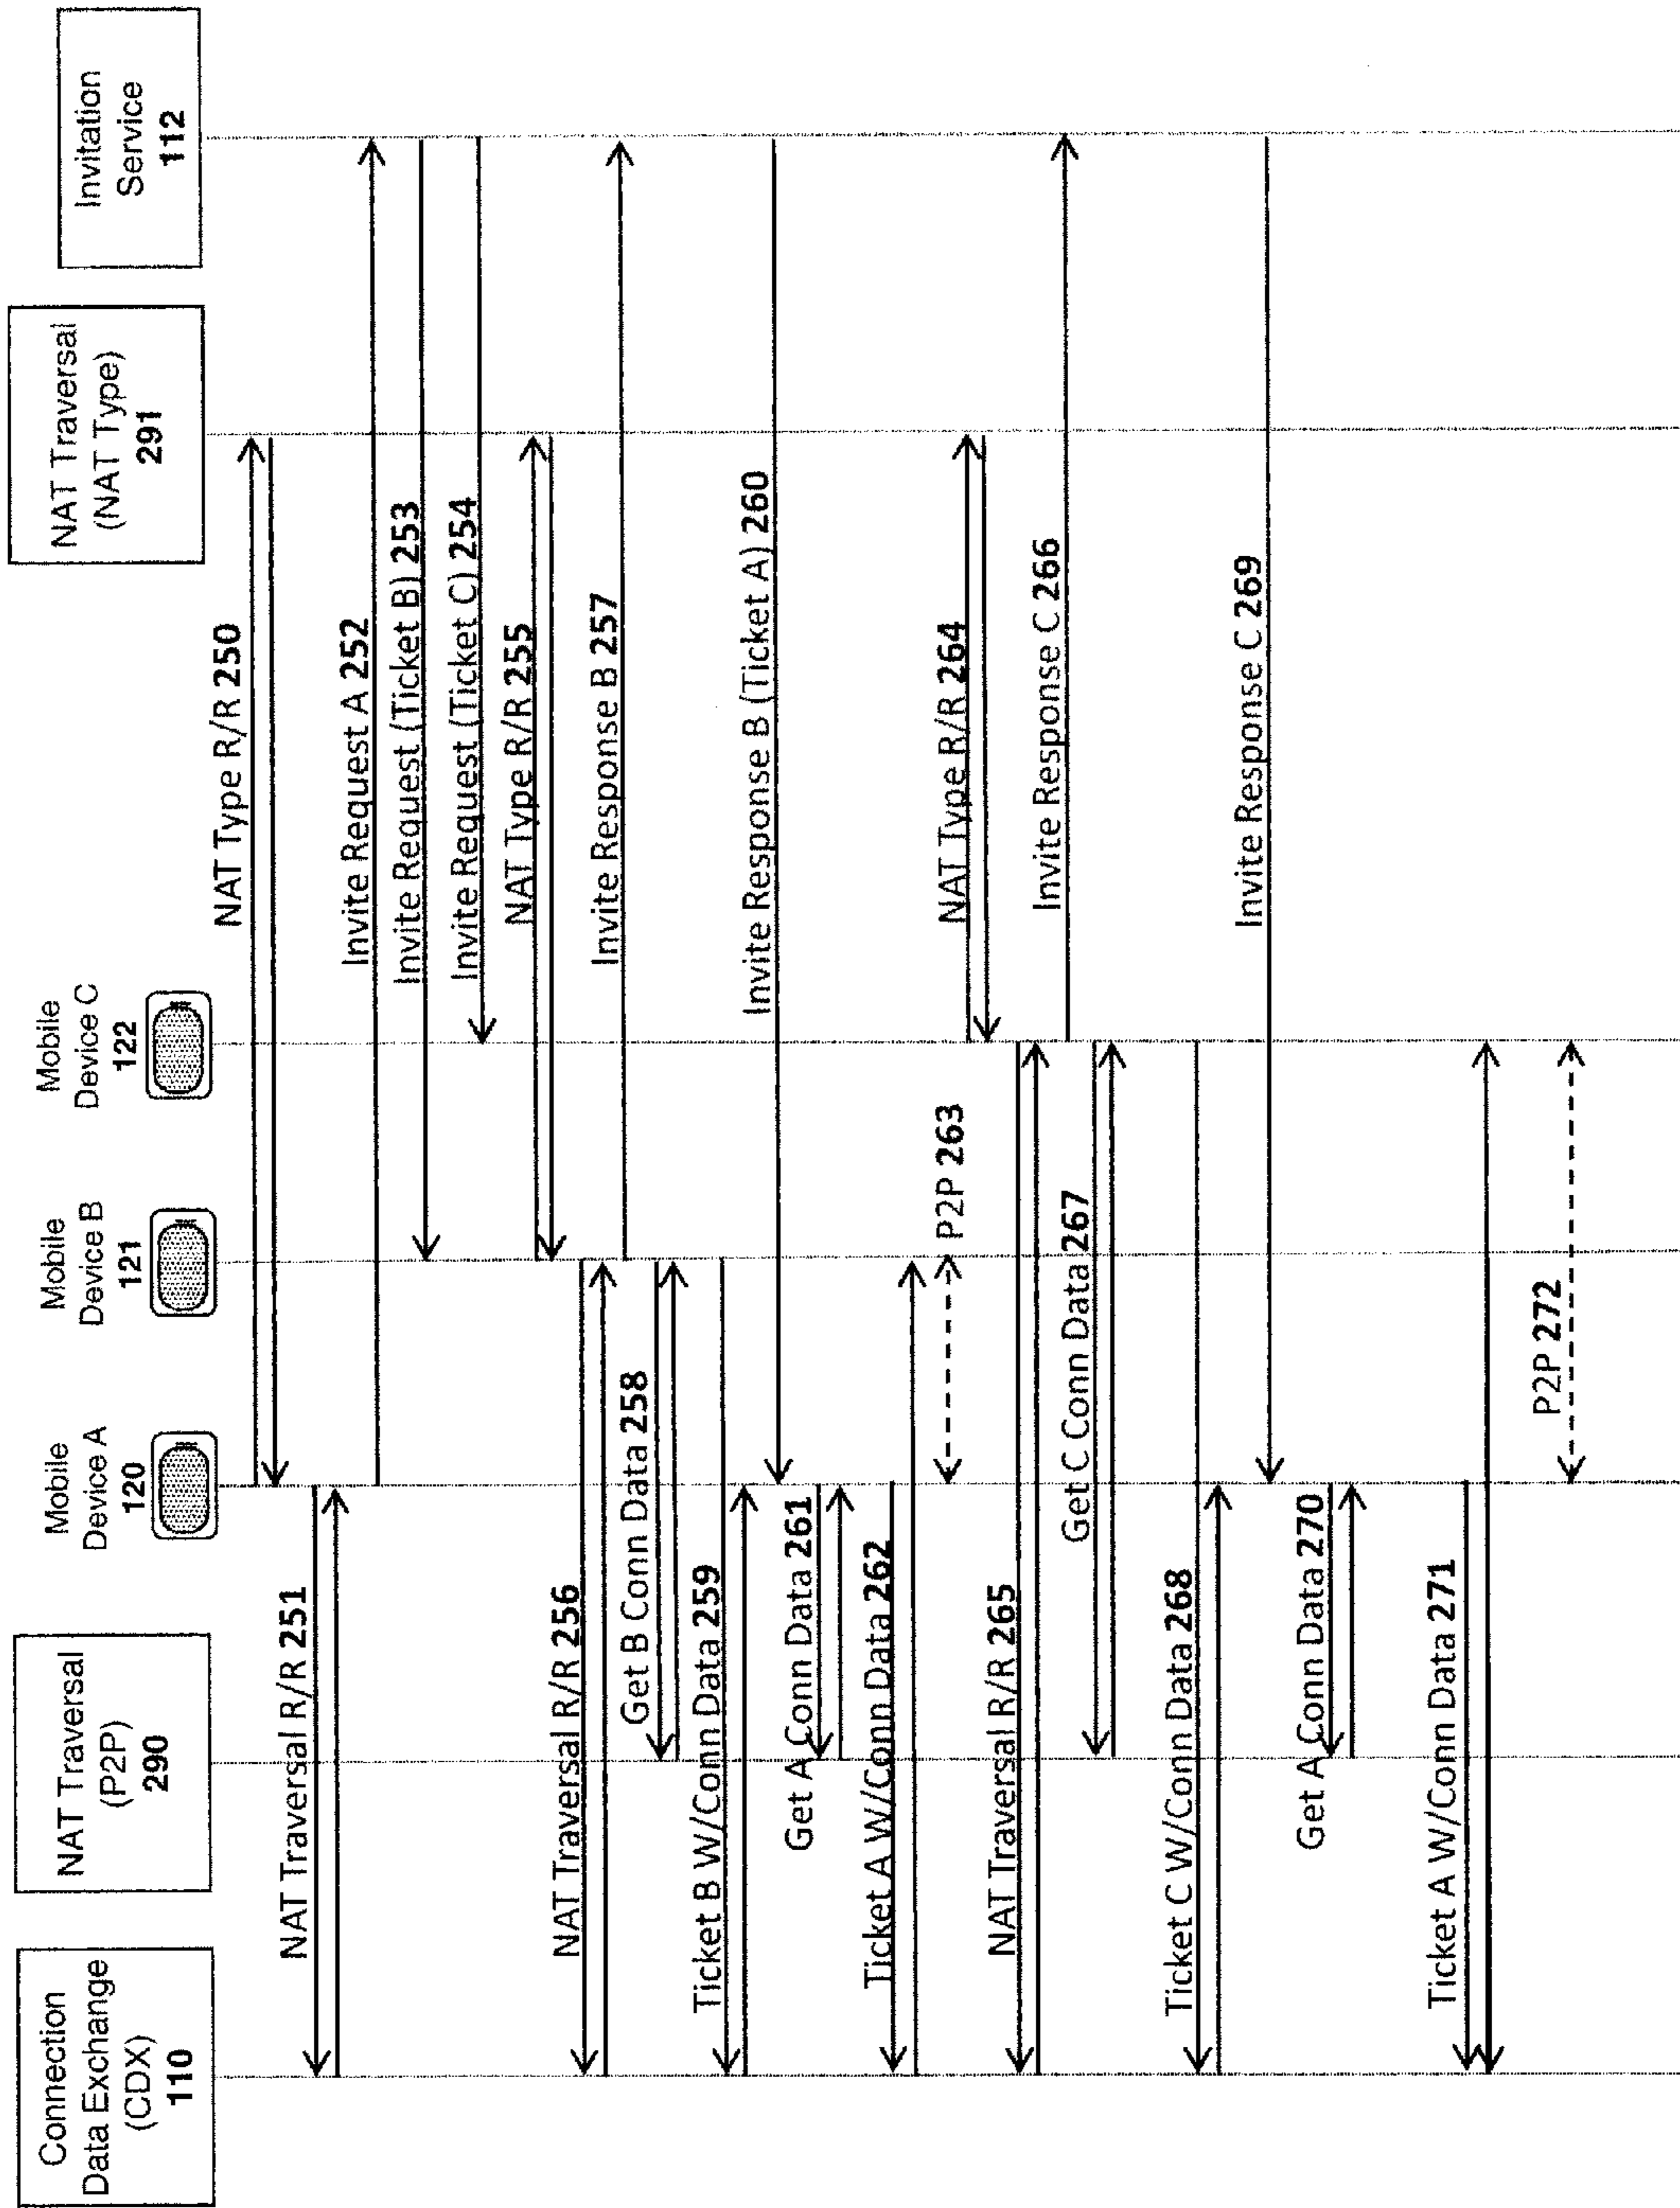 Connection
Data Exchange
(CDX)
110
NAT Traversal
(P2P)
290
Mobile
Device A
120
Mobile
Device B
121
Mobile
Device C
122
NAT Traversal
(NAT Type)
291
Invitation
Service
112
NAT Type R/R 250
NAT Traversal R/R 251
Invite Request A 252
Invite Request (Ticket B) 253
Invite Request (Ticket C) 254
NAT Type R/R 255
NAT Traversal R/R 256
Invite Response B 257
Get B Conn Data 258
Ticket B W/Conn Data 259
Invite Response B (Ticket A) 260
Get A Conn Data 261
Ticket A W/Conn Data 262
P2P 263
NAT Type R/R 264
NAT Traversal R/R 265
Invite Response C 266
Get C Conn Data 267
Ticket C W/Conn Data 268
Invite Response C 269
Get A Conn Data 270
Ticket A W/Conn Data 271
P2P 272